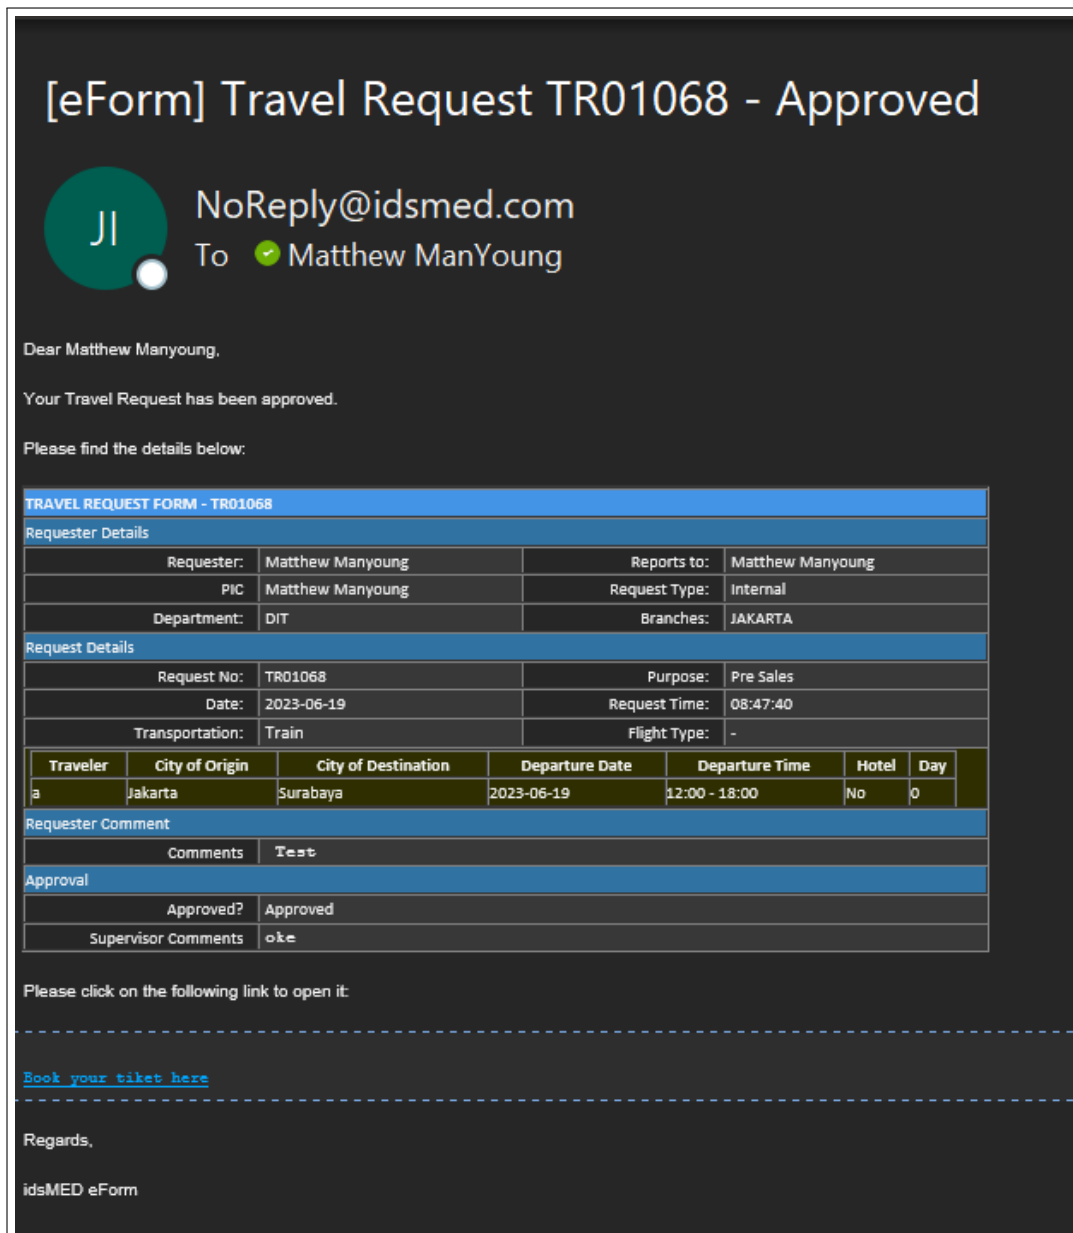 [eForm] Travel Request TR01068 - Approved
JI
NoReply@idsmed.com
To Matthew ManYoung
Dear Matthew Manyoung,
Your Travel Request has been approved.
Please find the details below:
TRAVEL REQUEST FORM - TR01068
Requester Details
Requester: Matthew Manyoung Reports to: Matthew Manyoung
PIC Matthew Manyoung Request Type: Internal
Department: DIT Branches: JAKARTA
Request Details
Request No: TR01068 Purpose: Pre Sales
Date: 2023-06-19 Request Time: 08:47:40
Transportation: Train Flight Type: -
Traveler City of Origin City of Destination Departure Date Departure Time Hotel Day
a Jakarta Surabaya 2023-06-19 12:00 - 18:00 No 0
Requester Comment
Comments Test
Approval
Approved? Approved
Supervisor Comments oke
Please click on the following link to open it:
Book your tiket here
Regards,
idsMED eForm